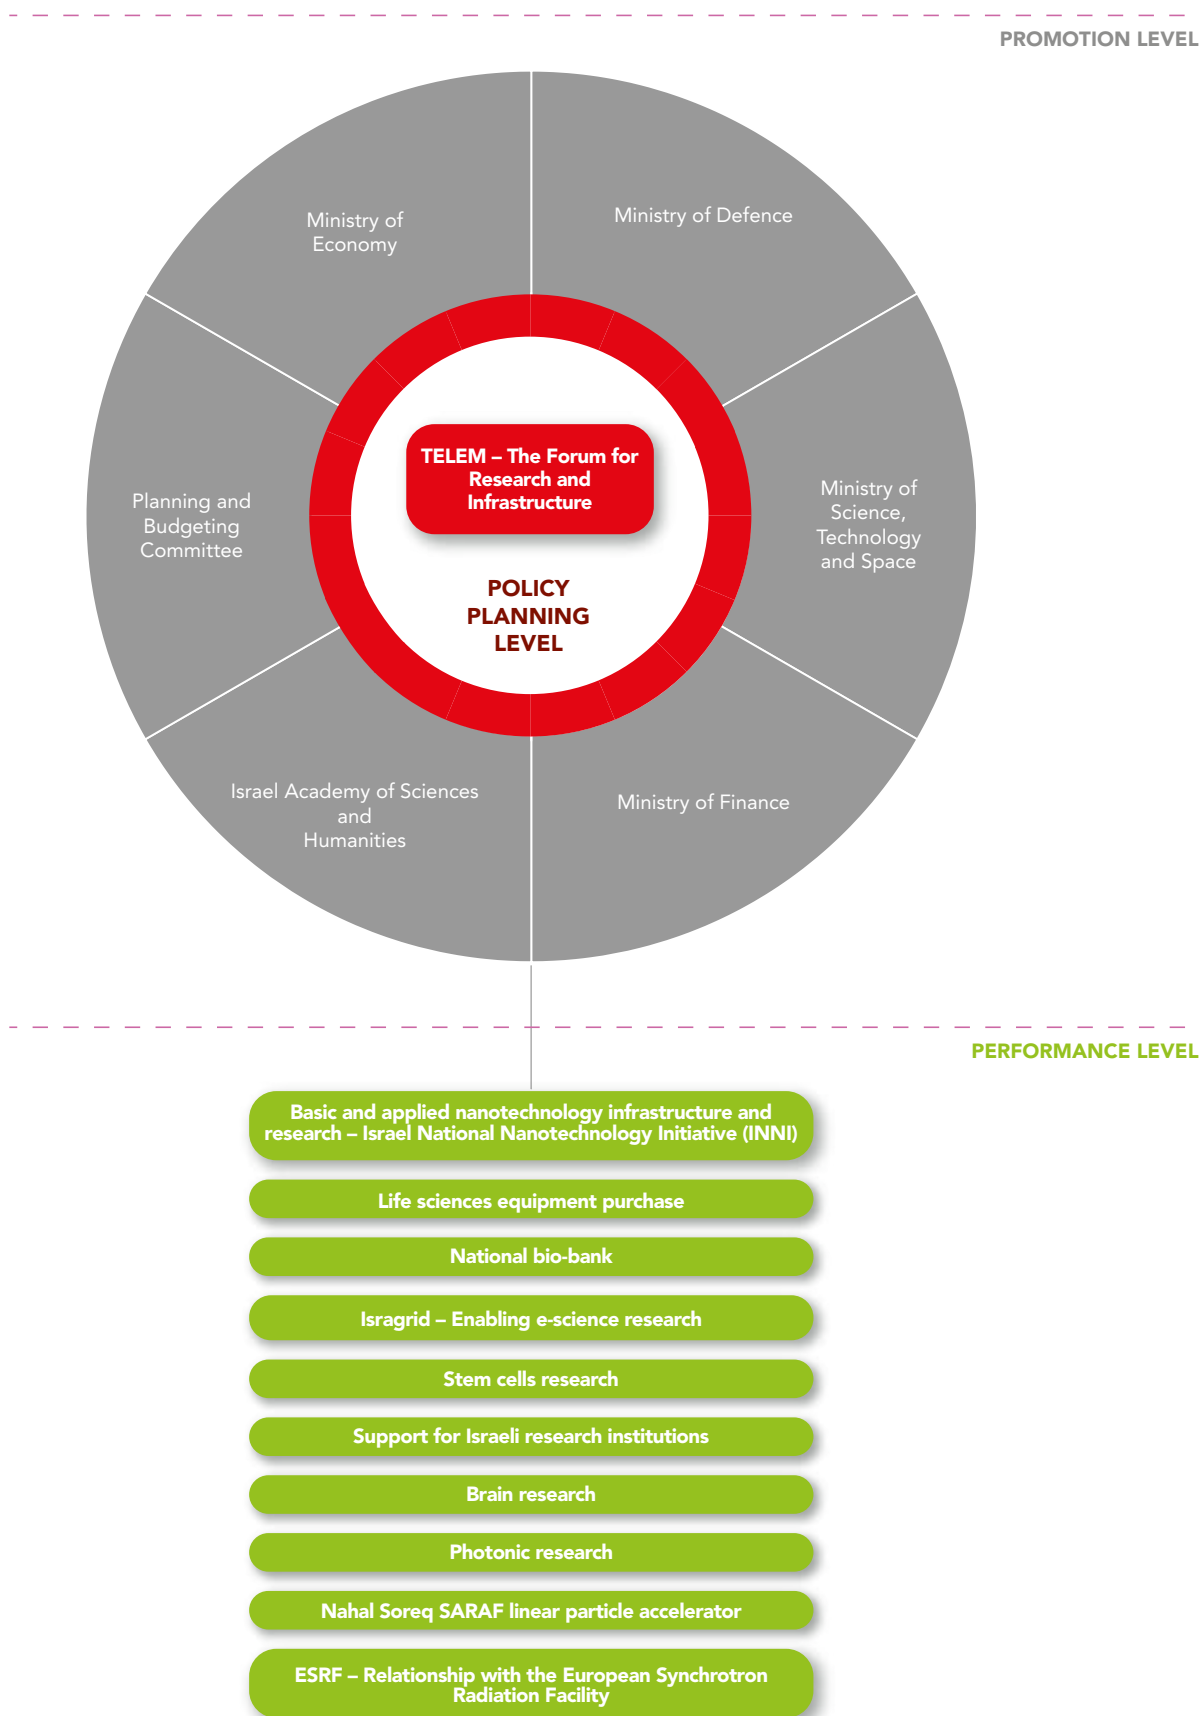 PROMOTION LEVEL
Ministry of
Economy
Ministry of Defence
TELEM – The Forum for
Research and
Infrastructure
Planning and
Budgeting
Committee
Ministry of
Science,
Technology
and Space
POLICY
PLANNING
LEVEL
Israel Academy of Sciences
and
Humanities
Ministry of Finance
PERFORMANCE LEVEL
Basic and applied nanotechnology infrastructure and
research – Israel National Nanotechnology Initiative (INNI)
Life sciences equipment purchase
National bio-bank
Isragrid – Enabling e-science research
Stem cells research
Support for Israeli research institutions
Brain research
Photonic research
Nahal Soreq SARAF linear particle accelerator
ESRF – Relationship with the European Synchrotron
Radiation Facility